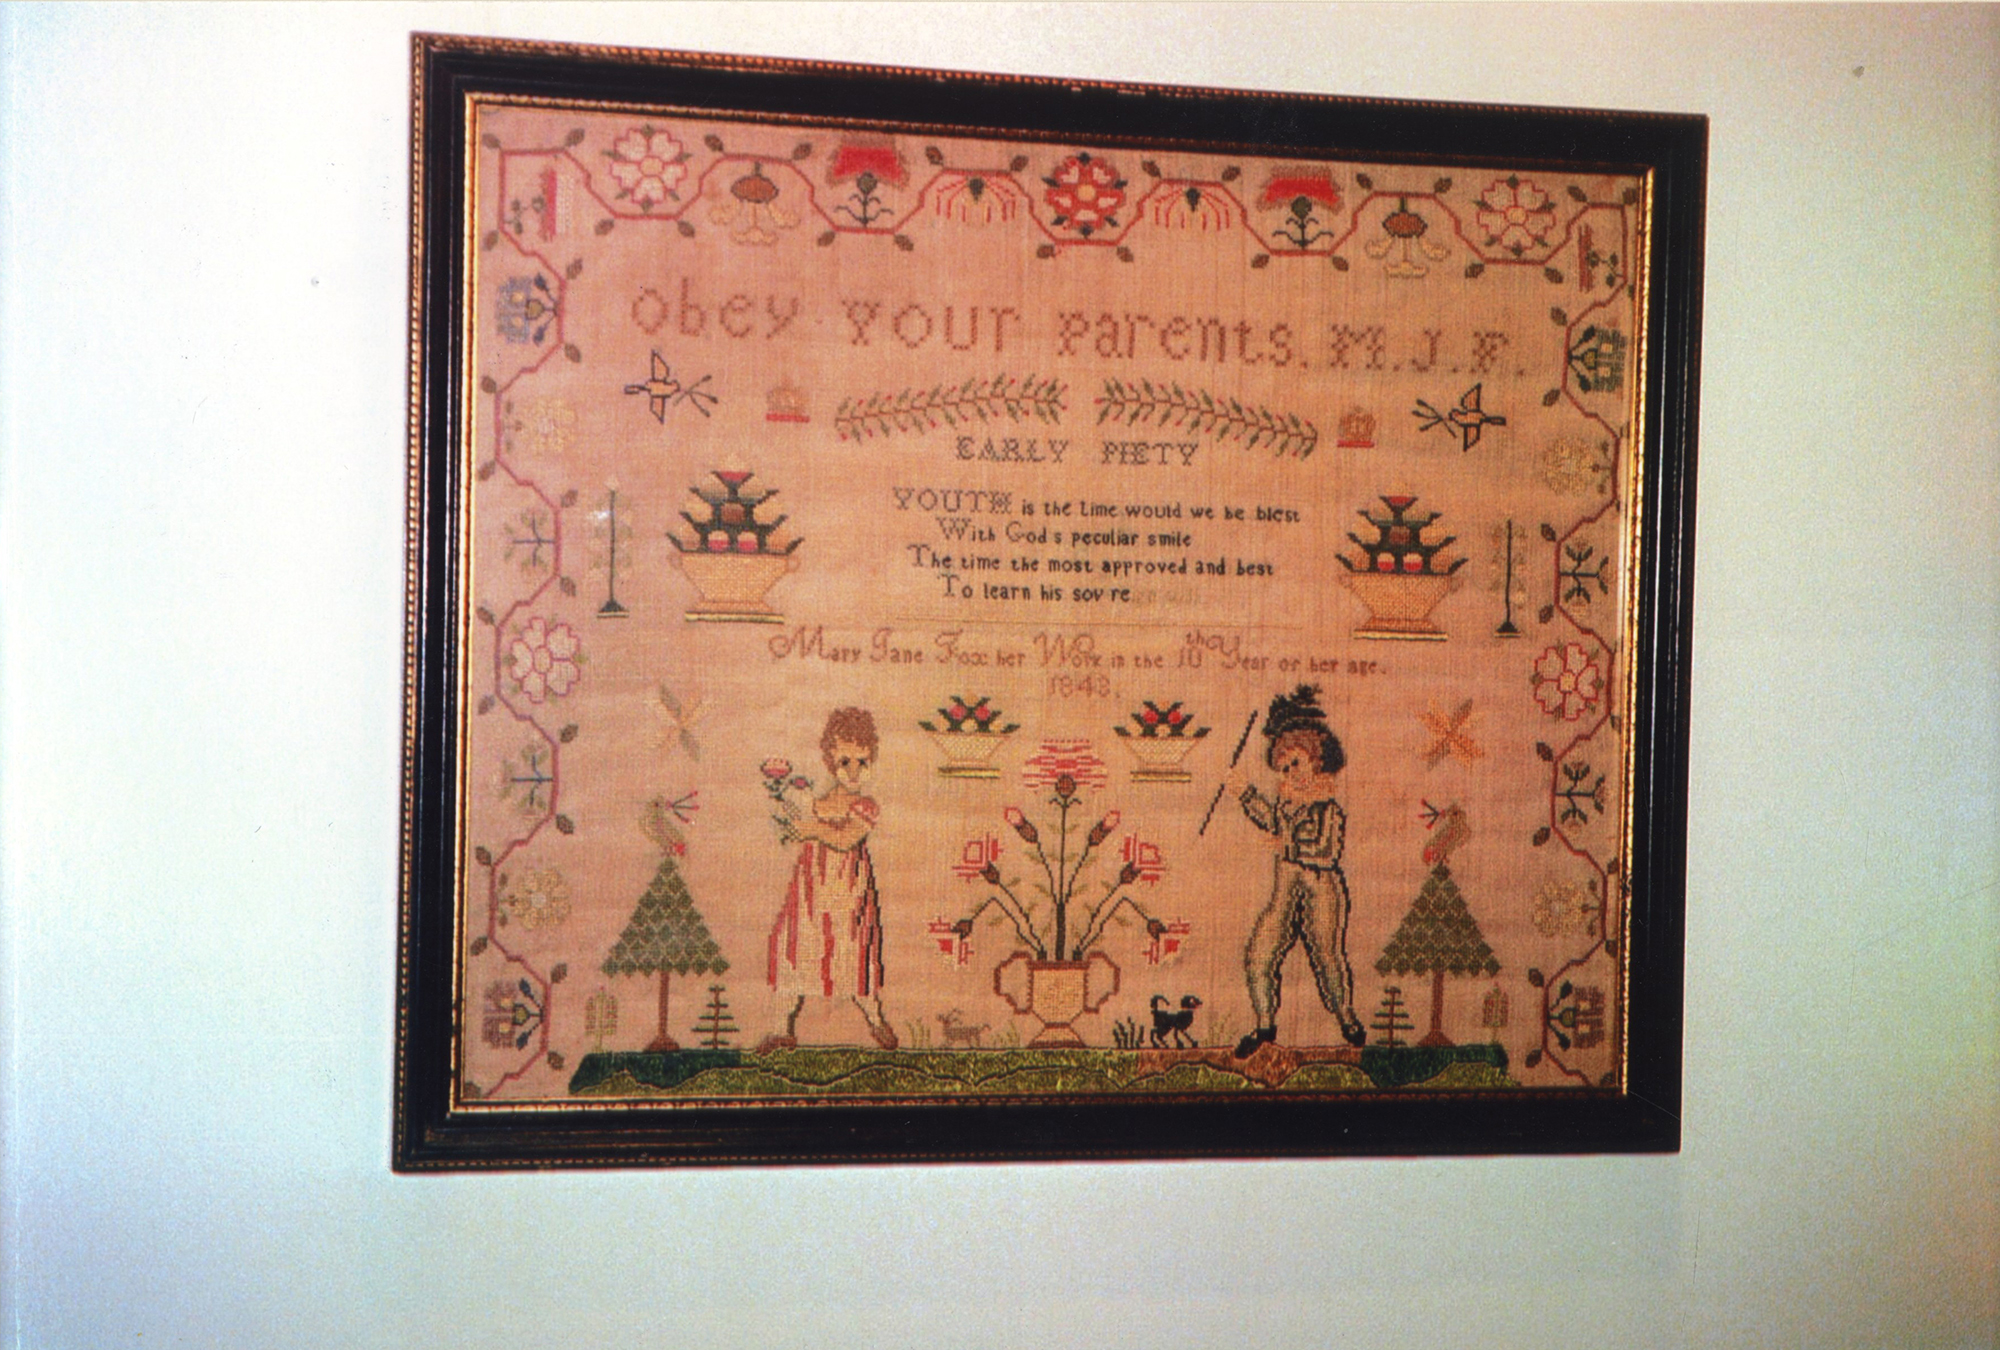 obey your parents. M.J.F.
EARLY PIETY
YOUTH is the time would we be blest
With God s peculiar smile
The time the most approved and best
To learn his sov re
Mary Jane Fox her Work in the 10th Year of her age.
1843.